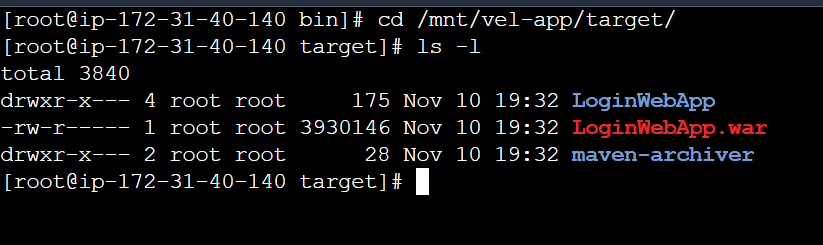 [root@ip-172-31-40-140 bin]# cd /mnt/vel-app/target/
[root@ip-172-31-40-140 target]# ls -l
total 3840
drwxr-x--- 4 root root     175 Nov 10 19:32 LoginWebApp
-rw-r----- 1 root root 3930146 Nov 10 19:32 LoginWebApp.war
drwxr-x--- 2 root root      28 Nov 10 19:32 maven-archiver
[root@ip-172-31-40-140 target]#